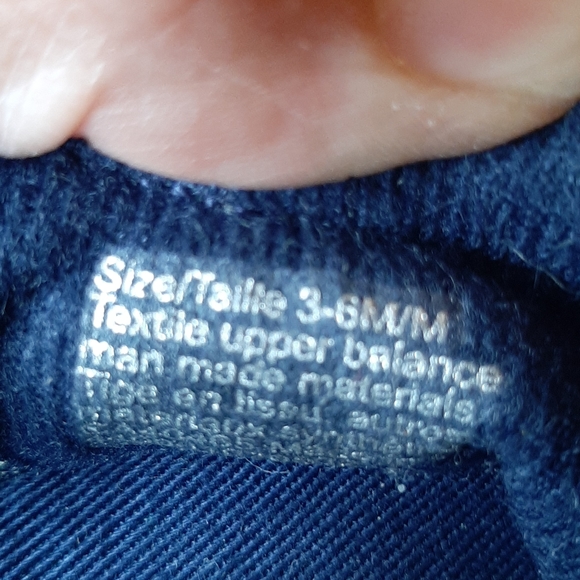 Size/Taille 3-6M/M
Textile upper balance
man made materials
Tige en tissu, autres